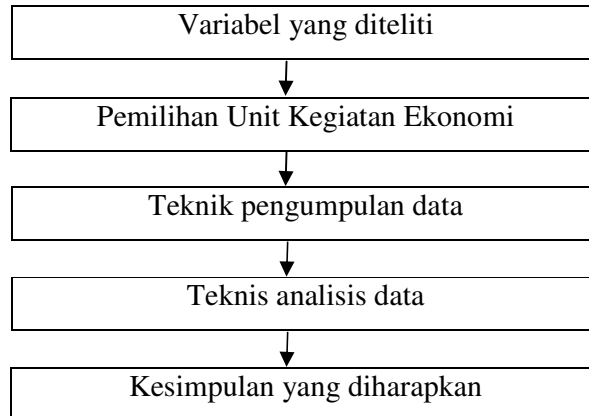 Variabel yang diteliti
Pemilihan Unit Kegiatan Ekonomi
Teknik pengumpulan data
Teknis analisis data
Kesimpulan yang diharapkan